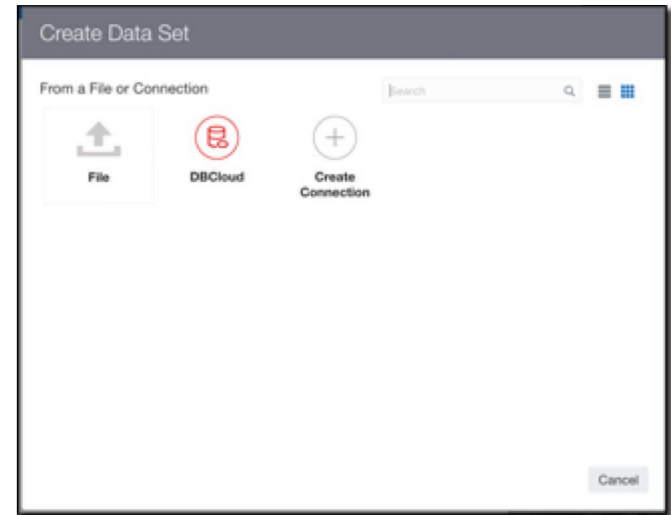 Create Data Set
From a File or Connection
Search
File
DBCloud
Create
Connection
Cancel